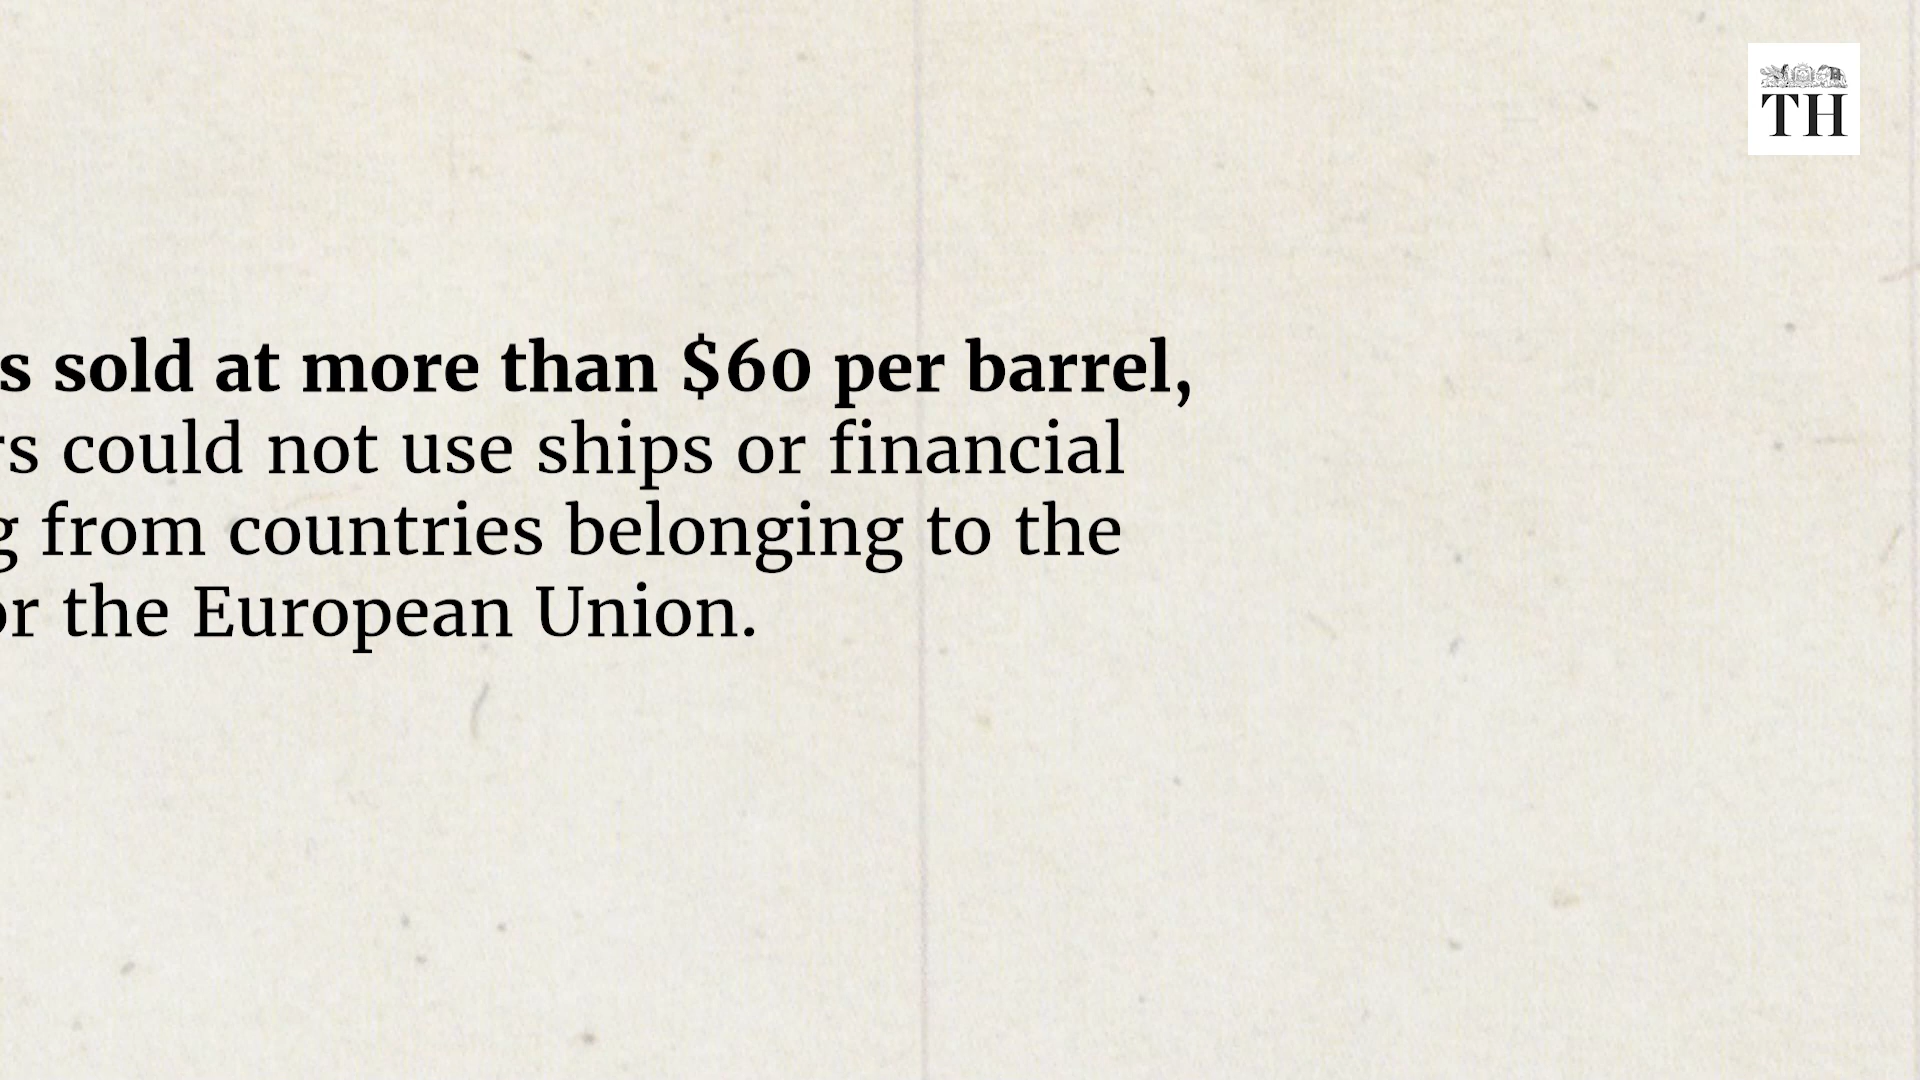 TH
sold at more than $60 per barrel,
could not use ships or financial
from countries belonging to the
the European Union.